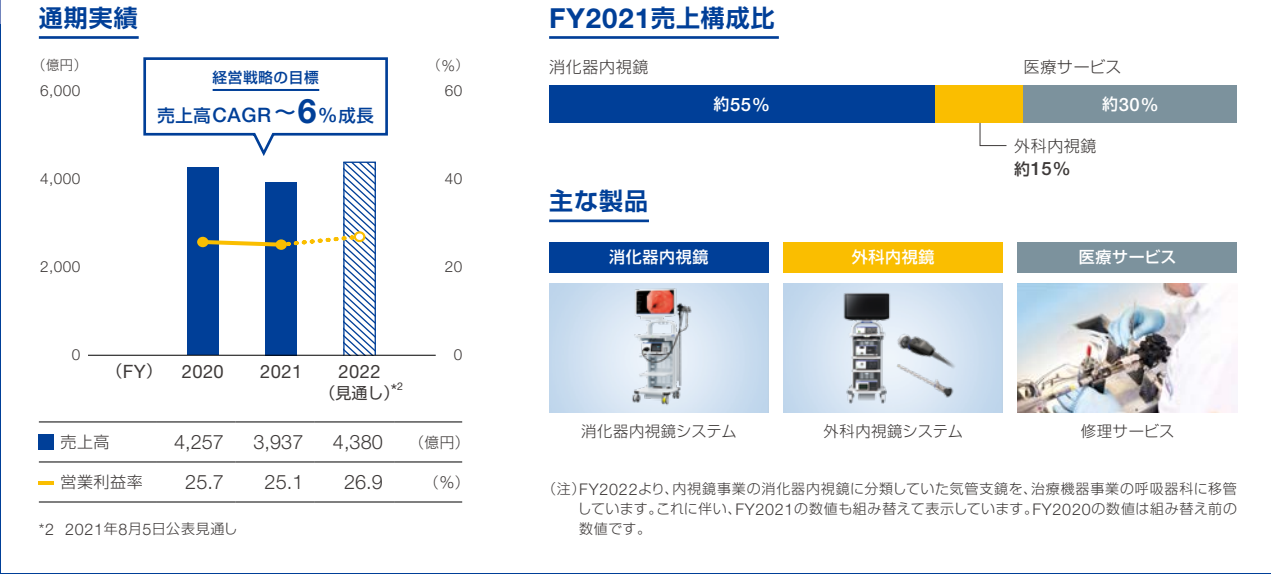 通期実績
（億円）
（%）
経営戦略の目標
売上高CAGR～6%成長
6,000
60
4,000
40
2,000
20
0
0
（FY）
2020
2021
2022
（見通し）*2
売上高 4,257 3,937 4,380 （億円）
営業利益率 25.7 25.1 26.9 （%）
*2 2021年8月5日公表見通し
FY2021売上構成比
消化器内視鏡
医療サービス
約55%
約30%
外科内視鏡
約15%
主な製品
消化器内視鏡
外科内視鏡
医療サービス
消化器内視鏡システム
外科内視鏡システム
修理サービス
（注）FY2022より、内視鏡事業の消化器内視鏡に分類していた気管支鏡を、治療機器事業の呼吸器科に移管
しています。これに伴い、FY2021の数値も組み替えて表示しています。FY2020の数値は組み替え前の
数値です。